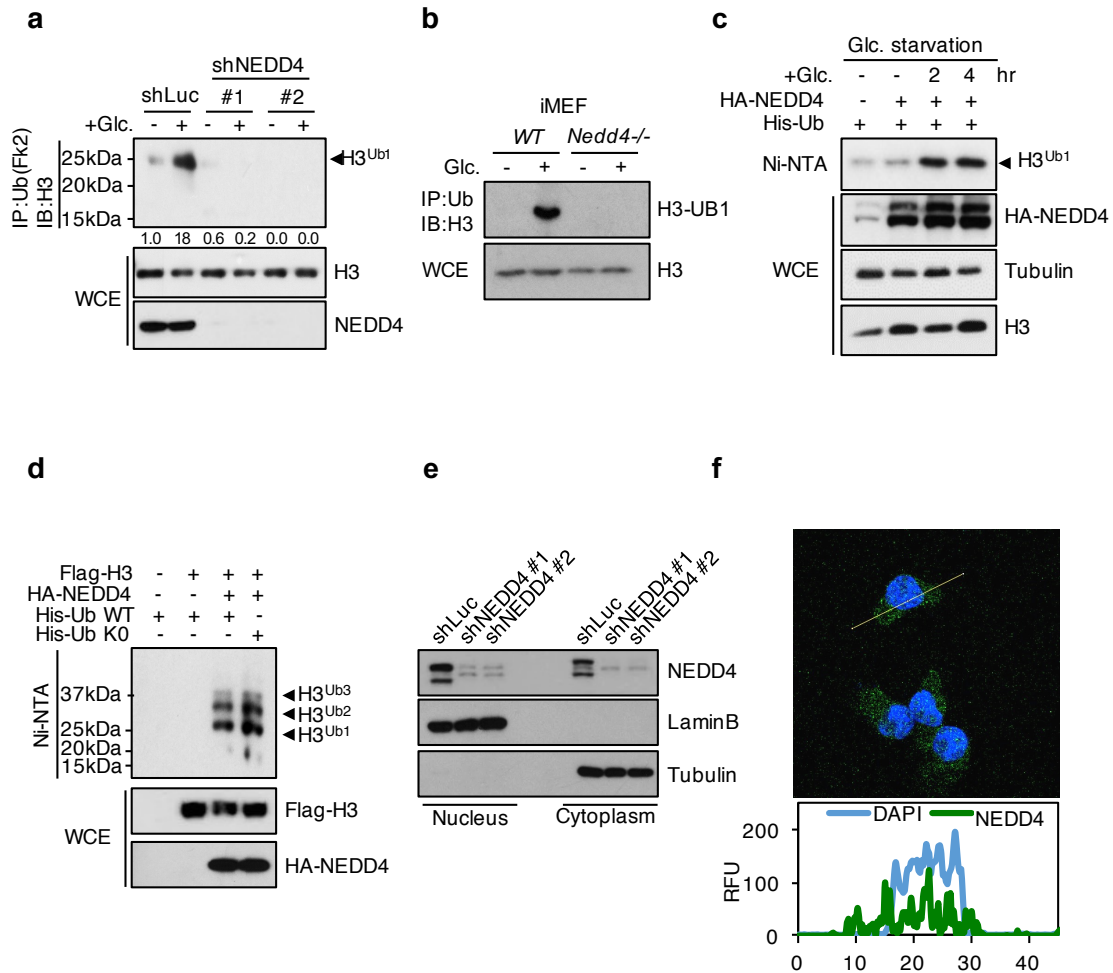 a
shNEDD4
shLuc #1 #2
+Glc. - + - + - +
IP:Ub(Fk2)
IB:H3
25kDa
20kDa
15kDa
H3Ub1
1.0 18 0.6 0.2 0.0 0.0
WCE
H3
NEDD4
b
iMEF
WT Nedd4-/-
Glc. - + - +
IP:Ub
IB:H3
H3-UB1
WCE
H3
c
Glc. starvation
+Glc. - - 2 4 hr
HA-NEDD4 - + + +
His-Ub + + + +
Ni-NTA
H3Ub1
HA-NEDD4
WCE
Tubulin
H3
d
Flag-H3 - + + +
HA-NEDD4 - - + +
His-Ub WT + + + -
His-Ub K0 - - - +
Ni-NTA
37kDa
25kDa
20kDa
15kDa
H3Ub3
H3Ub2
H3Ub1
WCE
Flag-H3
HA-NEDD4
e
shLuc
shNEDD4 #1
shNEDD4 #2
shLuc
shNEDD4 #1
shNEDD4 #2
NEDD4
LaminB
Tubulin
Nucleus Cytoplasm
f
DAPI NEDD4
RFU
200
100
0
0 10 20 30 40